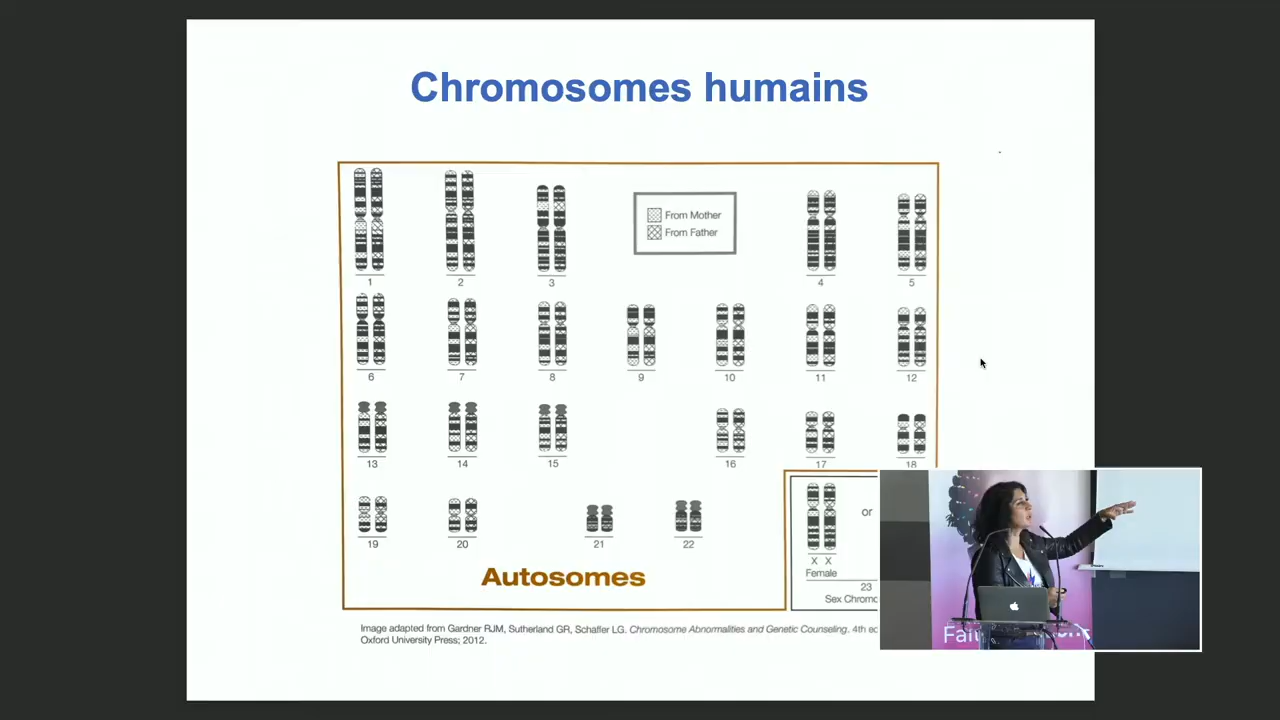 Chromosomes humains
From Mother
From Father
1 2 3 4 5
6 7 8 9 10 11 12
13 14 15 16 17 18
19 20 21 22
or
X X
Female
23
Sex Chromo
Autosomes
Image adapted from Gardner RJM, Sutherland GR, Schaffer LG. Chromosome Abnormalities and Genetic Counseling. 4th ed
Oxford University Press; 2012.